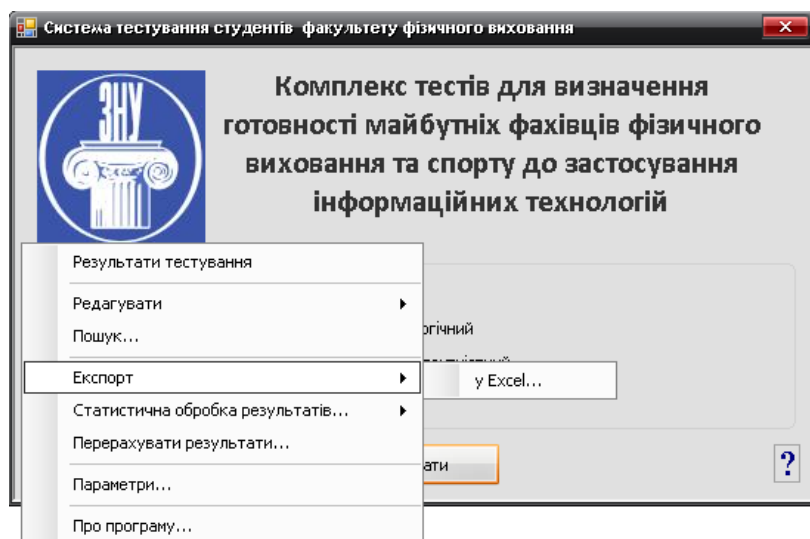 Система тестування студентів факультету фізичного виховання
ЗНУ
Комплекс тестів для визначення
готовності майбутніх фахівців фізичного
виховання та спорту до застосування
інформаційних технологій
Результати тестування
Редагувати
Пошук...
огічний
Експорт
у Excel...
Статистична обробка результатів...
Перерахувати результати...
ати
?
Параметри...
Про програму...